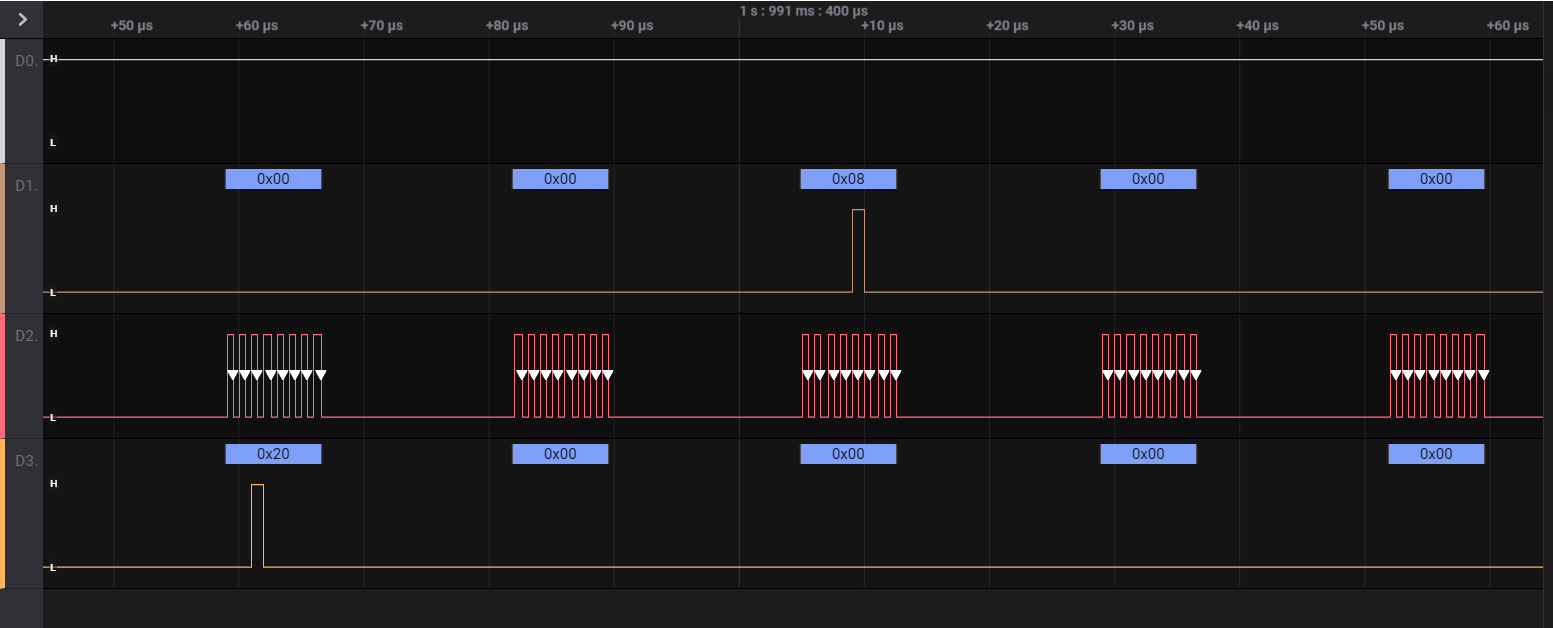 1 s : 991 ms : 400 µs
+50 µs +60 µs +70 µs +80 µs +90 µs +10 µs +20 µs +30 µs +40 µs +50 µs +60 µs
D0. H
L
0x00 0x00 0x08 0x00 0x00
D1.
H
L
D2. H
L
0x20 0x00 0x00 0x00 0x00
D3.
H
L